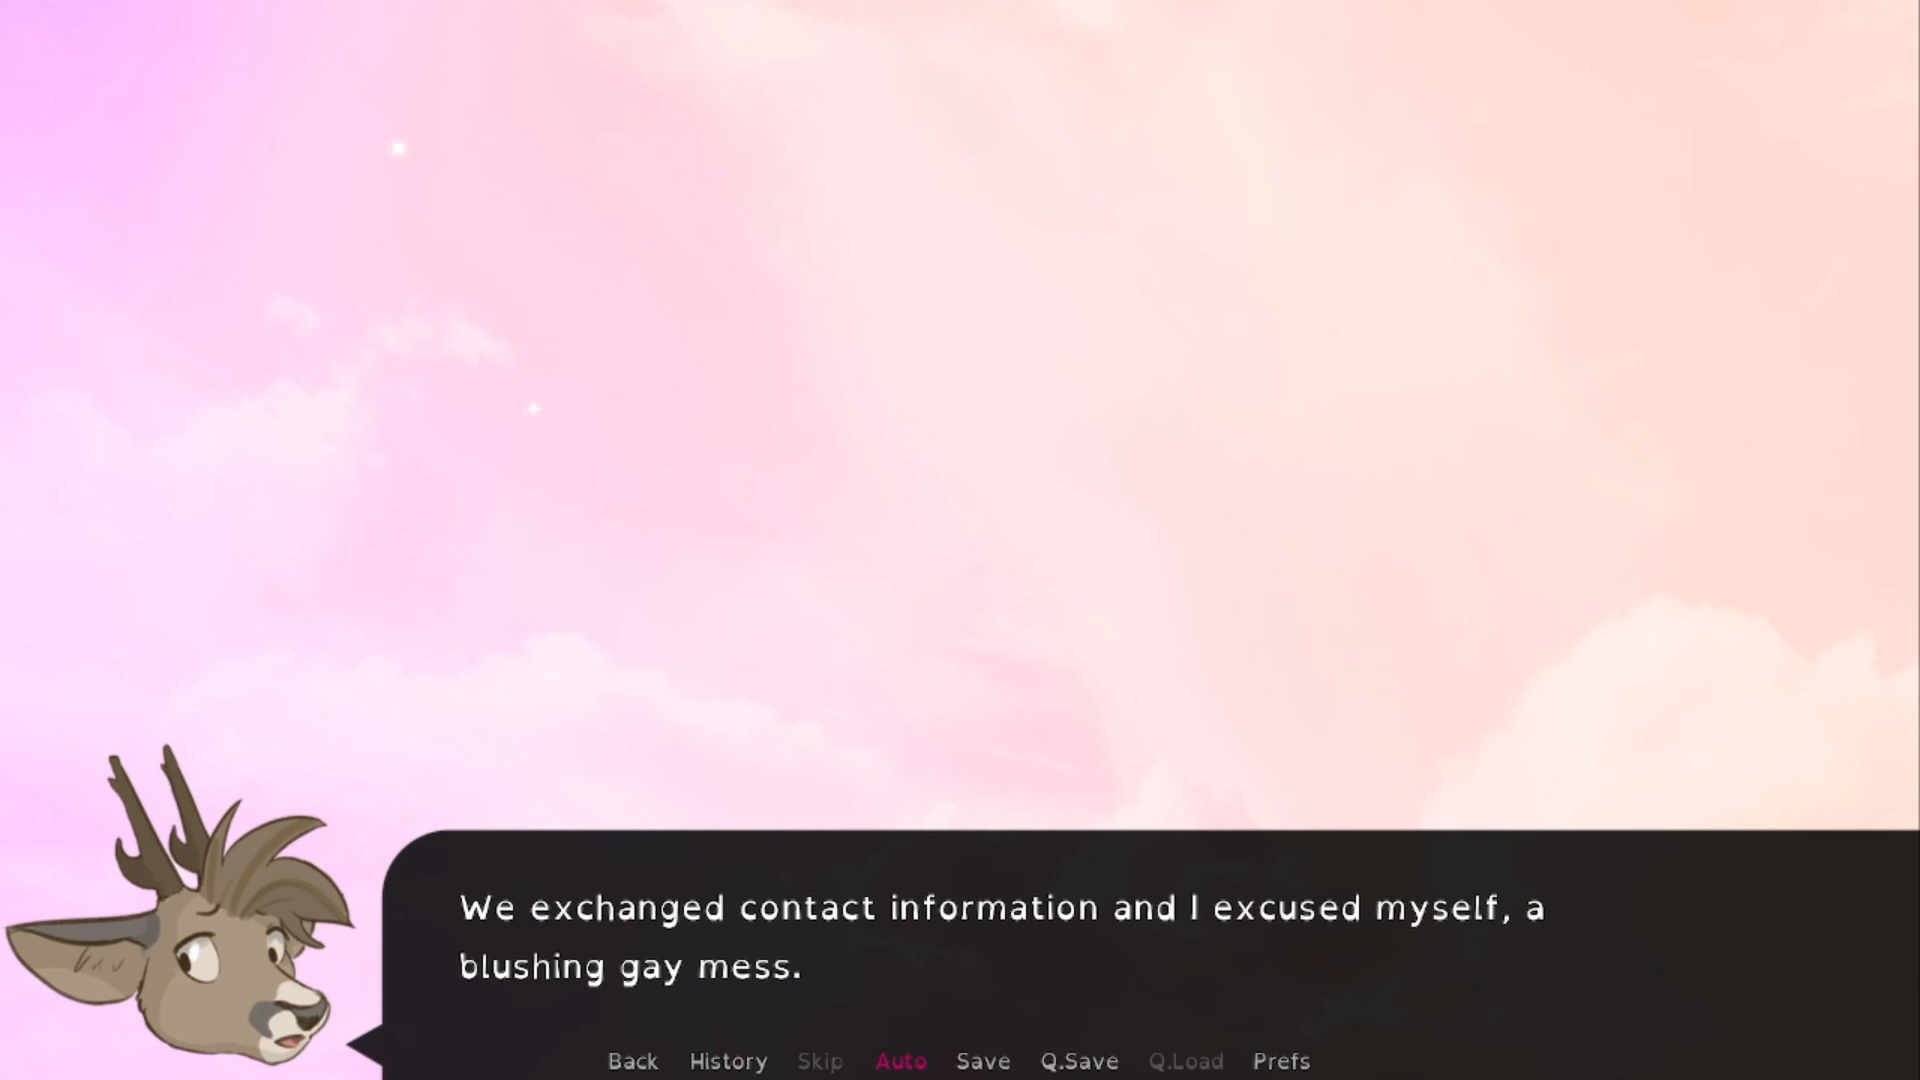 We exchanged contact information and I excused myself, a
blushing gay mess.
Back History Skip Auto Save Q.Save Q.Load Prefs